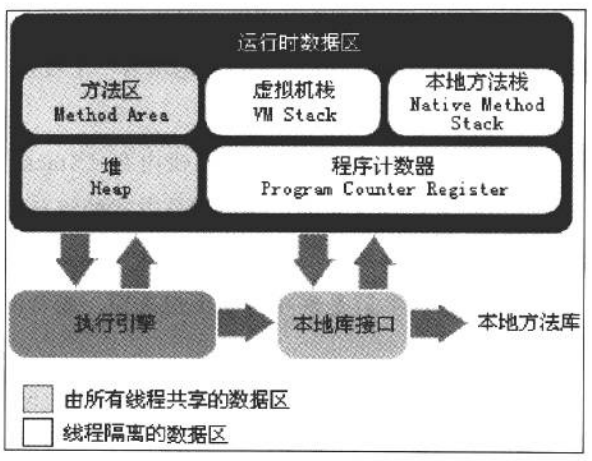 运行时数据区
方法区
Method Area
虚拟机栈
VM Stack
本地方法栈
Native Method
Stack
堆
Heap
程序计数器
Program Counter Register
执行引擎
本地库接口
本地方法库
由所有线程共享的数据区
线程隔离的数据区